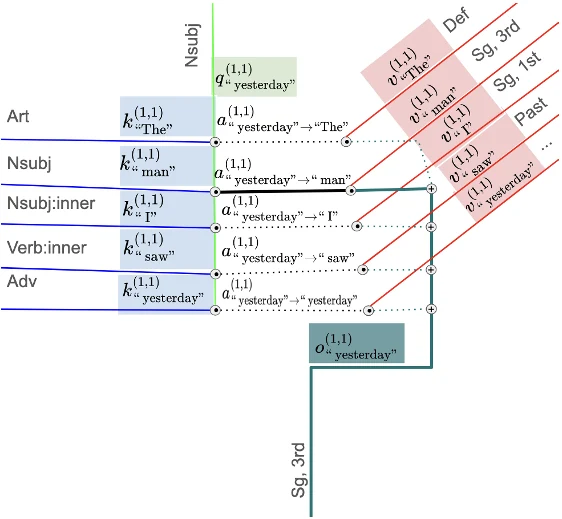 Nsubj
q^{(1,1)}_{“yesterday”}
Def
Sg, 3rd
Sg, 1st
Past
...
v^{(1,1)}_{“The”}
v^{(1,1)}_{“man”}
v^{(1,1)}_{“I”}
v^{(1,1)}_{“saw”}
v^{(1,1)}_{“yesterday”}
Art k^{(1,1)}_{“The”} a^{(1,1)}_{“yesterday”→“The”}
Nsubj k^{(1,1)}_{“man”} a^{(1,1)}_{“yesterday”→“man”}
Nsubj:inner k^{(1,1)}_{“I”} a^{(1,1)}_{“yesterday”→“I”}
Verb:inner k^{(1,1)}_{“saw”} a^{(1,1)}_{“yesterday”→“saw”}
Adv k^{(1,1)}_{“yesterday”} a^{(1,1)}_{“yesterday”→“yesterday”}
o^{(1,1)}_{“yesterday”}
Sg, 3rd